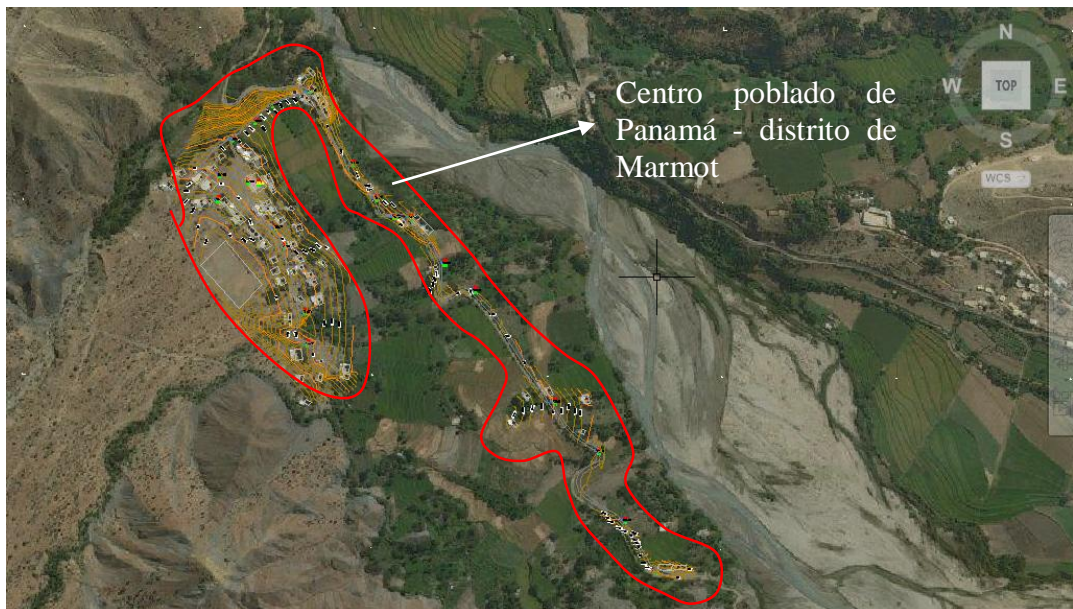 N
W TOP E
S
WCS
Centro poblado de
Panamá - distrito de
Marmot